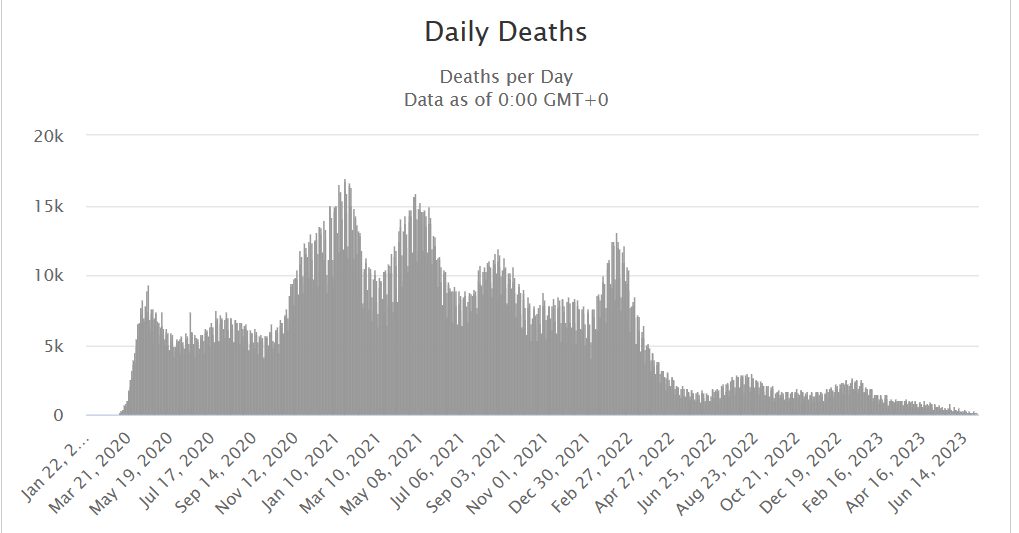 Daily Deaths
Deaths per Day
Data as of 0:00 GMT+0
20k
15k
10k
5k
0
Jan 22, 2...
Mar 21, 2020
May 19, 2020
Jul 17, 2020
Sep 14, 2020
Nov 12, 2020
Jan 10, 2021
Mar 10, 2021
May 08, 2021
Jul 06, 2021
Sep 03, 2021
Nov 01, 2021
Dec 30, 2021
Feb 27, 2022
Apr 27, 2022
Jun 25, 2022
Aug 23, 2022
Oct 21, 2022
Dec 19, 2022
Feb 16, 2023
Apr 16, 2023
Jun 14, 2023